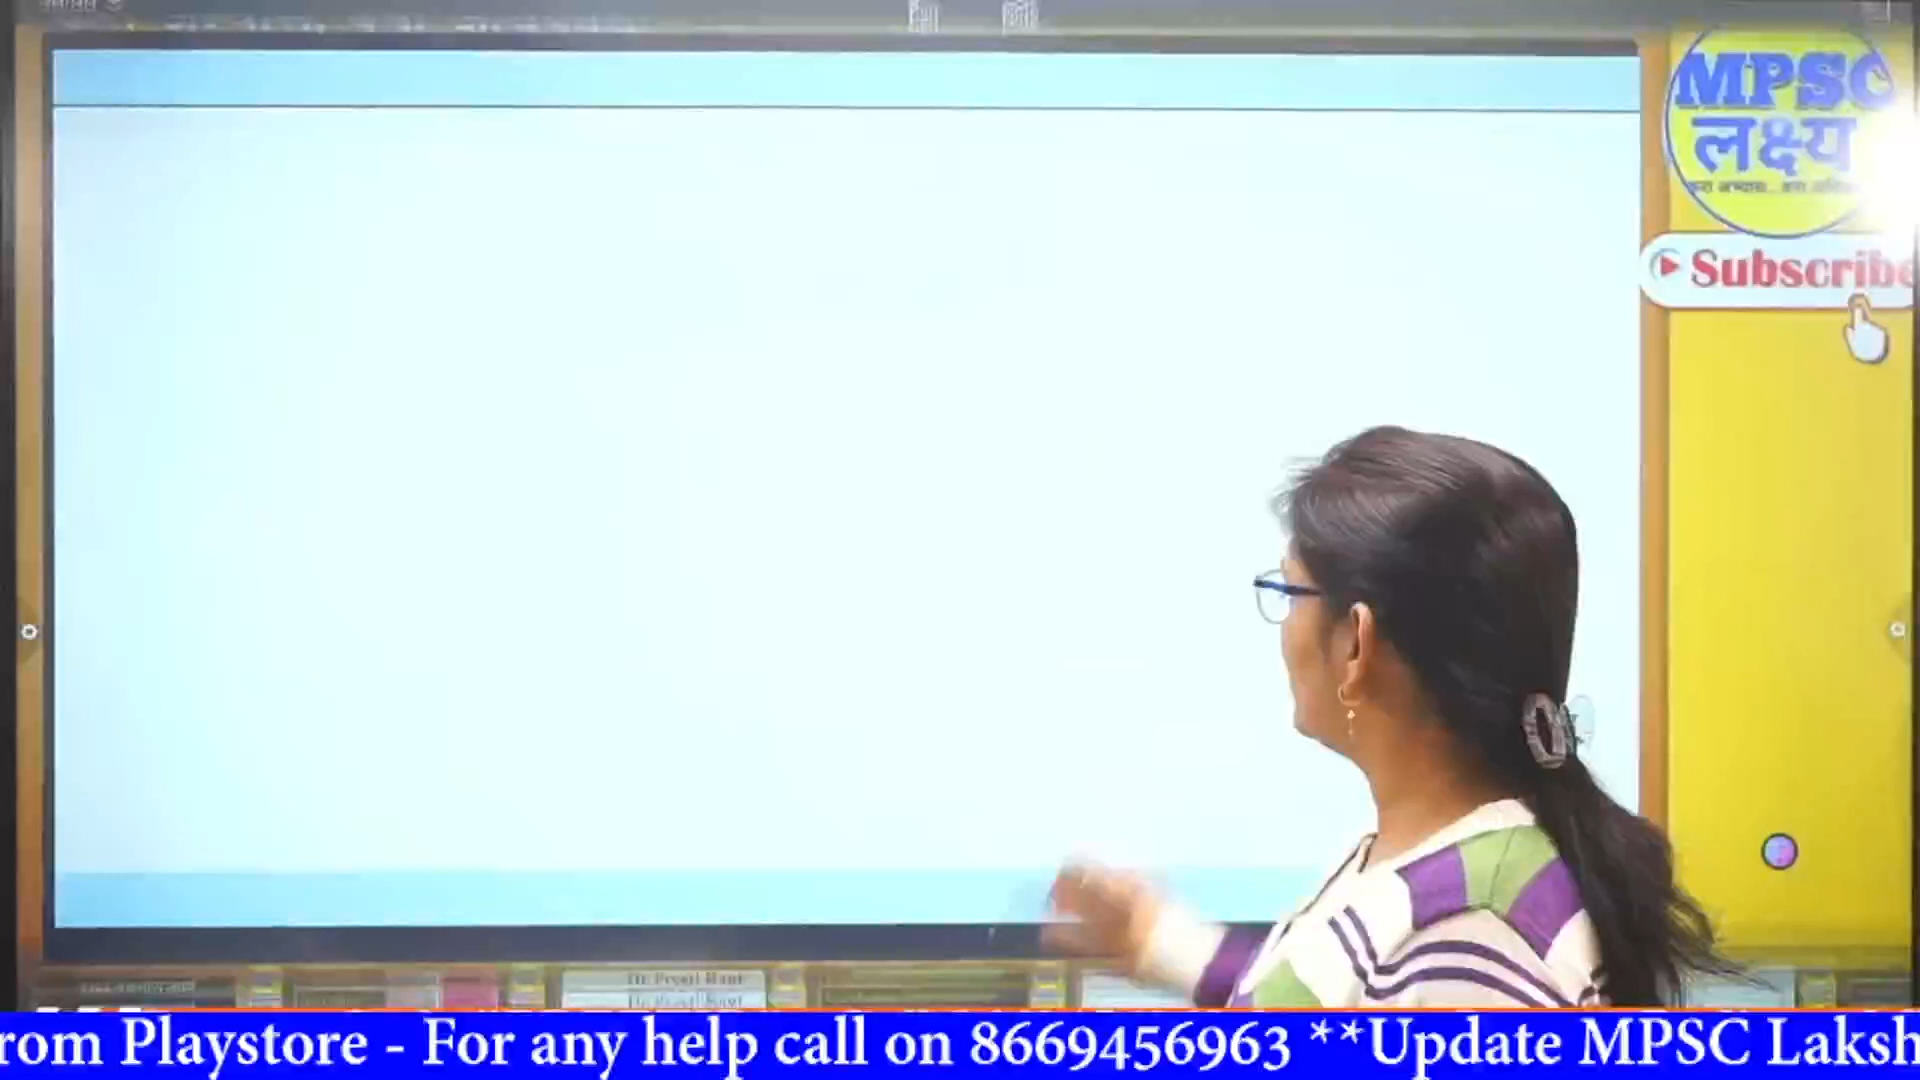 MPSC
लक्ष्य
Subscribe
rom Playstore - For any help call on 8669456963 **Update MPSC Laksh